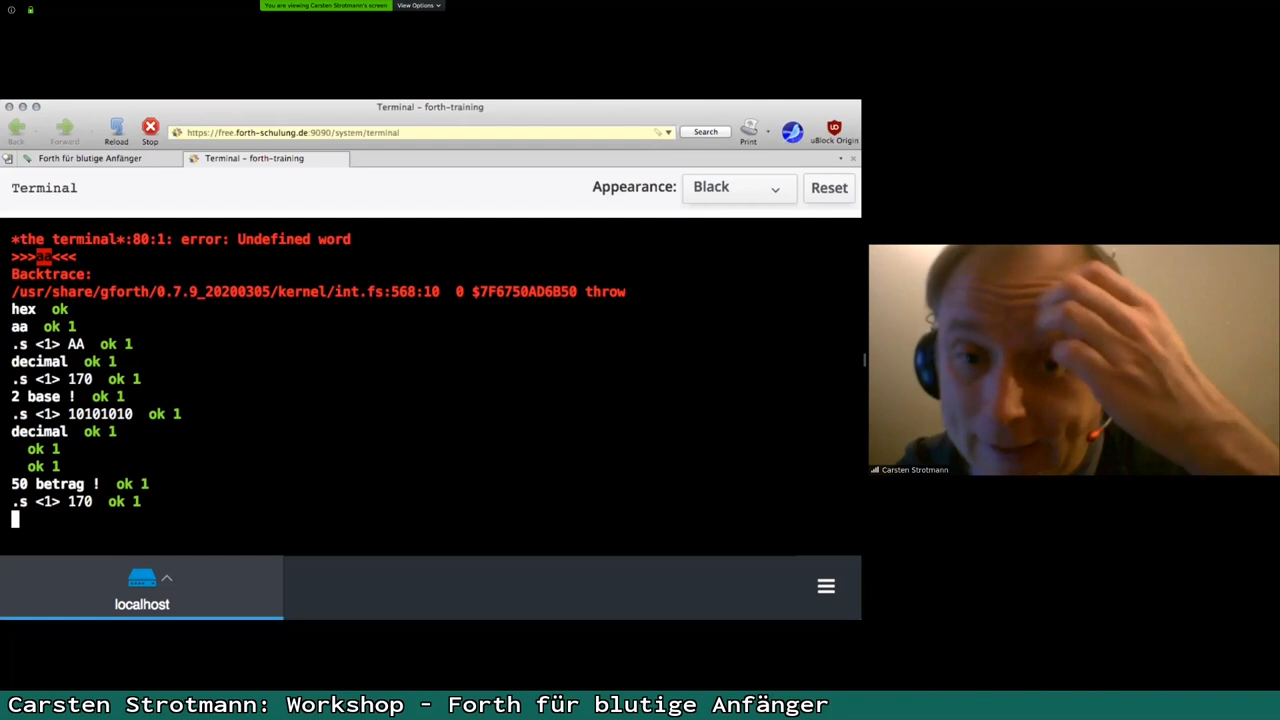 You are viewing Carsten Strotmann's screen
View Options
Terminal - forth-training
Back
Forward
Reload
Stop
https://free.forth-schulung.de:9090/system/terminal
Search
Print
uBlock Origin
Forth für blutige Anfänger
Terminal - forth-training
Terminal
Appearance:
Black
Reset
*the terminal*:80:1: error: Undefined word
>>>aa<<<
Backtrace:
/usr/share/gforth/0.7.9_20200305/kernel/int.fs:568:10 0 $7F6750AD6B50 throw
hex ok
aa ok 1
.s <1> AA ok 1
decimal ok 1
.s <1> 170 ok 1
2 base ! ok 1
.s <1> 10101010 ok 1
decimal ok 1
ok 1
ok 1
50 betrag ! ok 1
.s <1> 170 ok 1
localhost
Carsten Strotmann
Carsten Strotmann: Workshop - Forth für blutige Anfänger